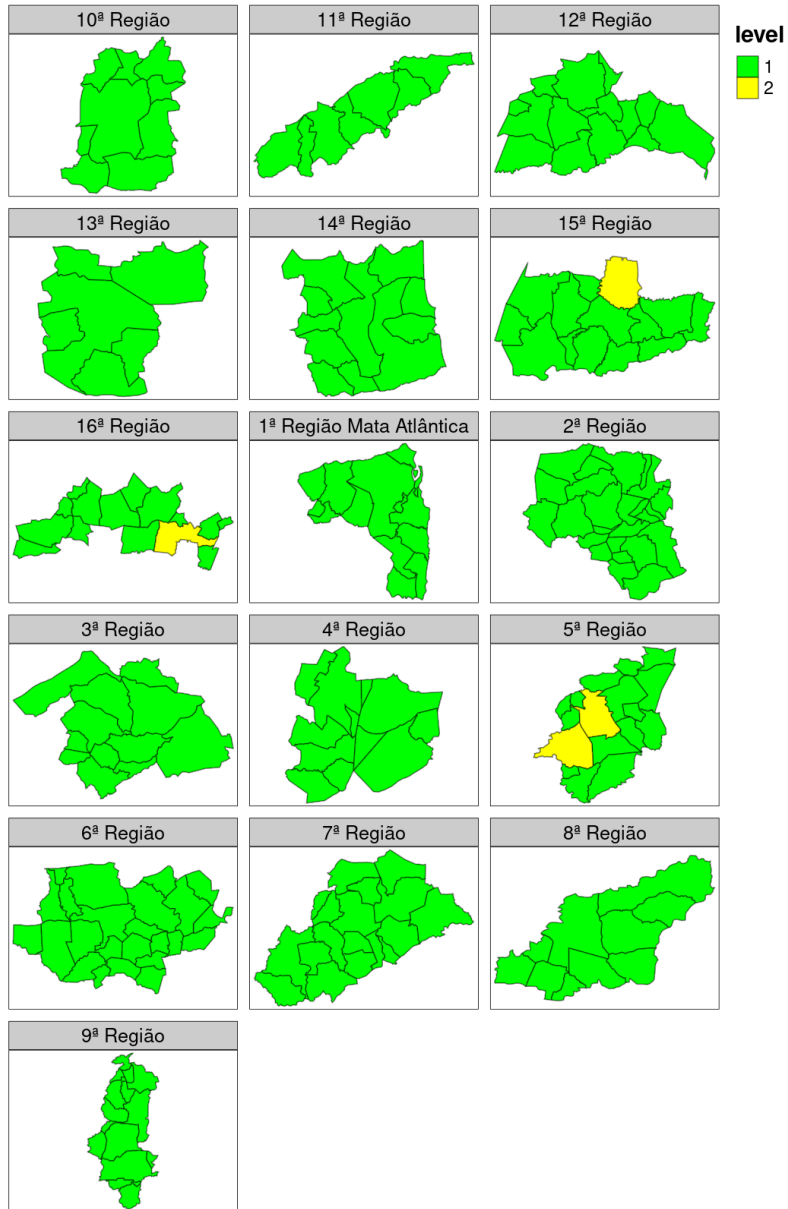 10ª Região
11ª Região
12ª Região
level
1
2
13ª Região
14ª Região
15ª Região
16ª Região
1ª Região Mata Atlântica
2ª Região
3ª Região
4ª Região
5ª Região
6ª Região
7ª Região
8ª Região
9ª Região